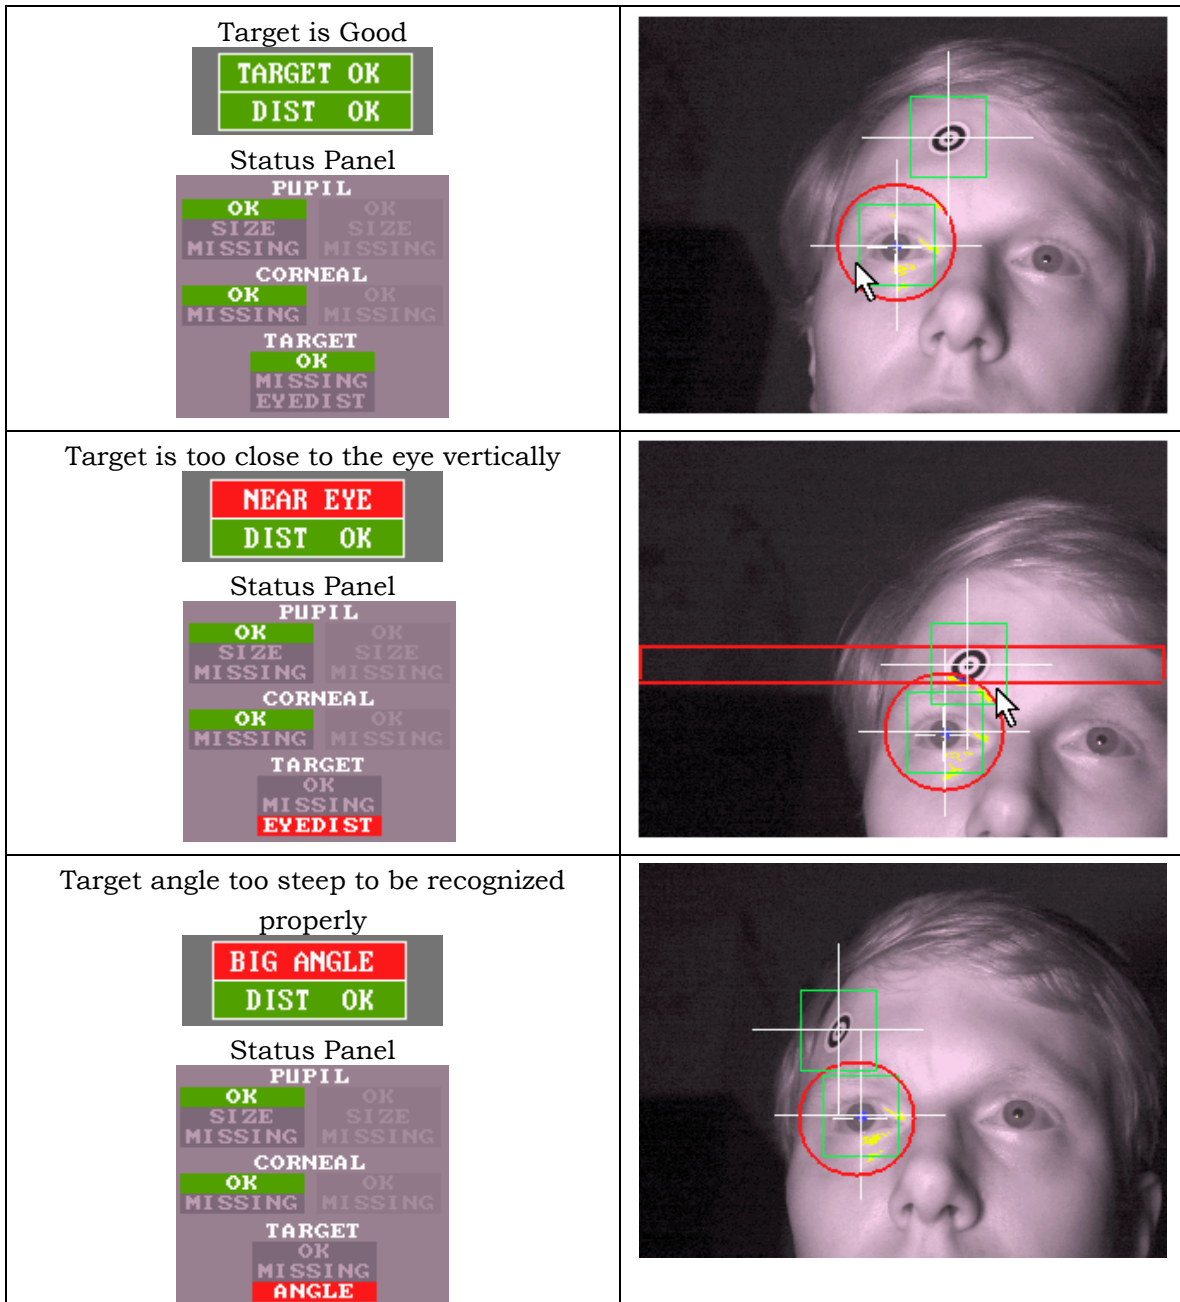 Target is Good
TARGET OK
DIST OK
Status Panel
PUPIL
OK OK
SIZE SIZE
MISSING MISSING
CORNEAL
OK OK
MISSING MISSING
TARGET
OK
MISSING
EYEDIST
Target is too close to the eye vertically
NEAR EYE
DIST OK
Status Panel
PUPIL
OK OK
SIZE SIZE
MISSING MISSING
CORNEAL
OK OK
MISSING MISSING
TARGET
OK
MISSING
EYEDIST
Target angle too steep to be recognized
properly
BIG ANGLE
DIST OK
Status Panel
PUPIL
OK OK
SIZE SIZE
MISSING MISSING
CORNEAL
OK OK
MISSING MISSING
TARGET
OK
MISSING
ANGLE